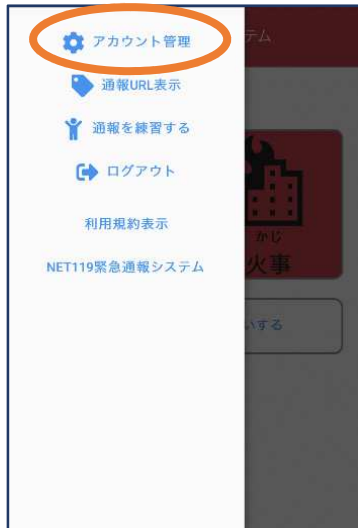 アカウント管理
テム
通報URL表示
通報を練習する
ログアウト
利用規約表示
かじ
火事
NET119緊急通報システム
いする